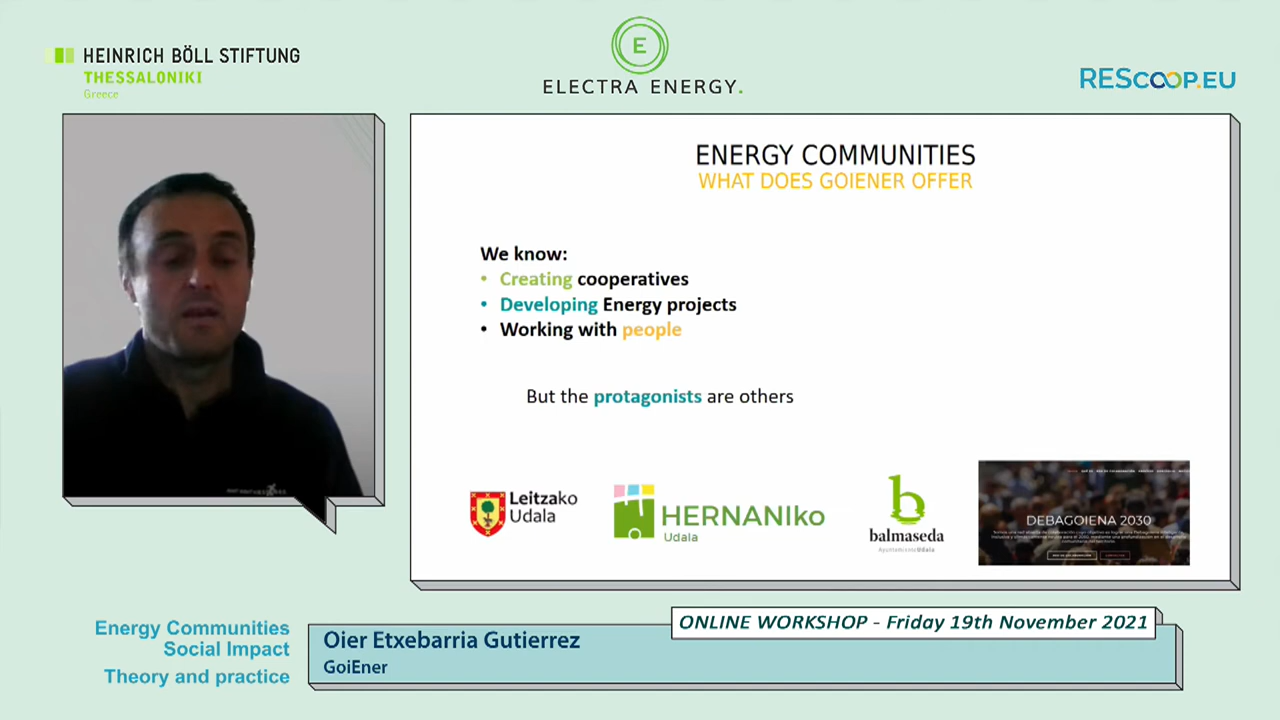 HEINRICH BÖLL STIFTUNG
THESSALONIKI
Greece
E
ELECTRA ENERGY.
REScoop.EU
ENERGY COMMUNITIES
WHAT DOES GOIENER OFFER
We know:
• Creating cooperatives
• Developing Energy projects
• Working with people
But the protagonists are others
Leitzako
Udala
HERNANIko
Udala
b
balmaseda
AyuntamientoUdala
DEBAGOIENA 2030
ONLINE WORKSHOP - Friday 19th November 2021
Energy Communities
Social Impact
Theory and practice
Oier Etxebarria Gutierrez
GoiEner